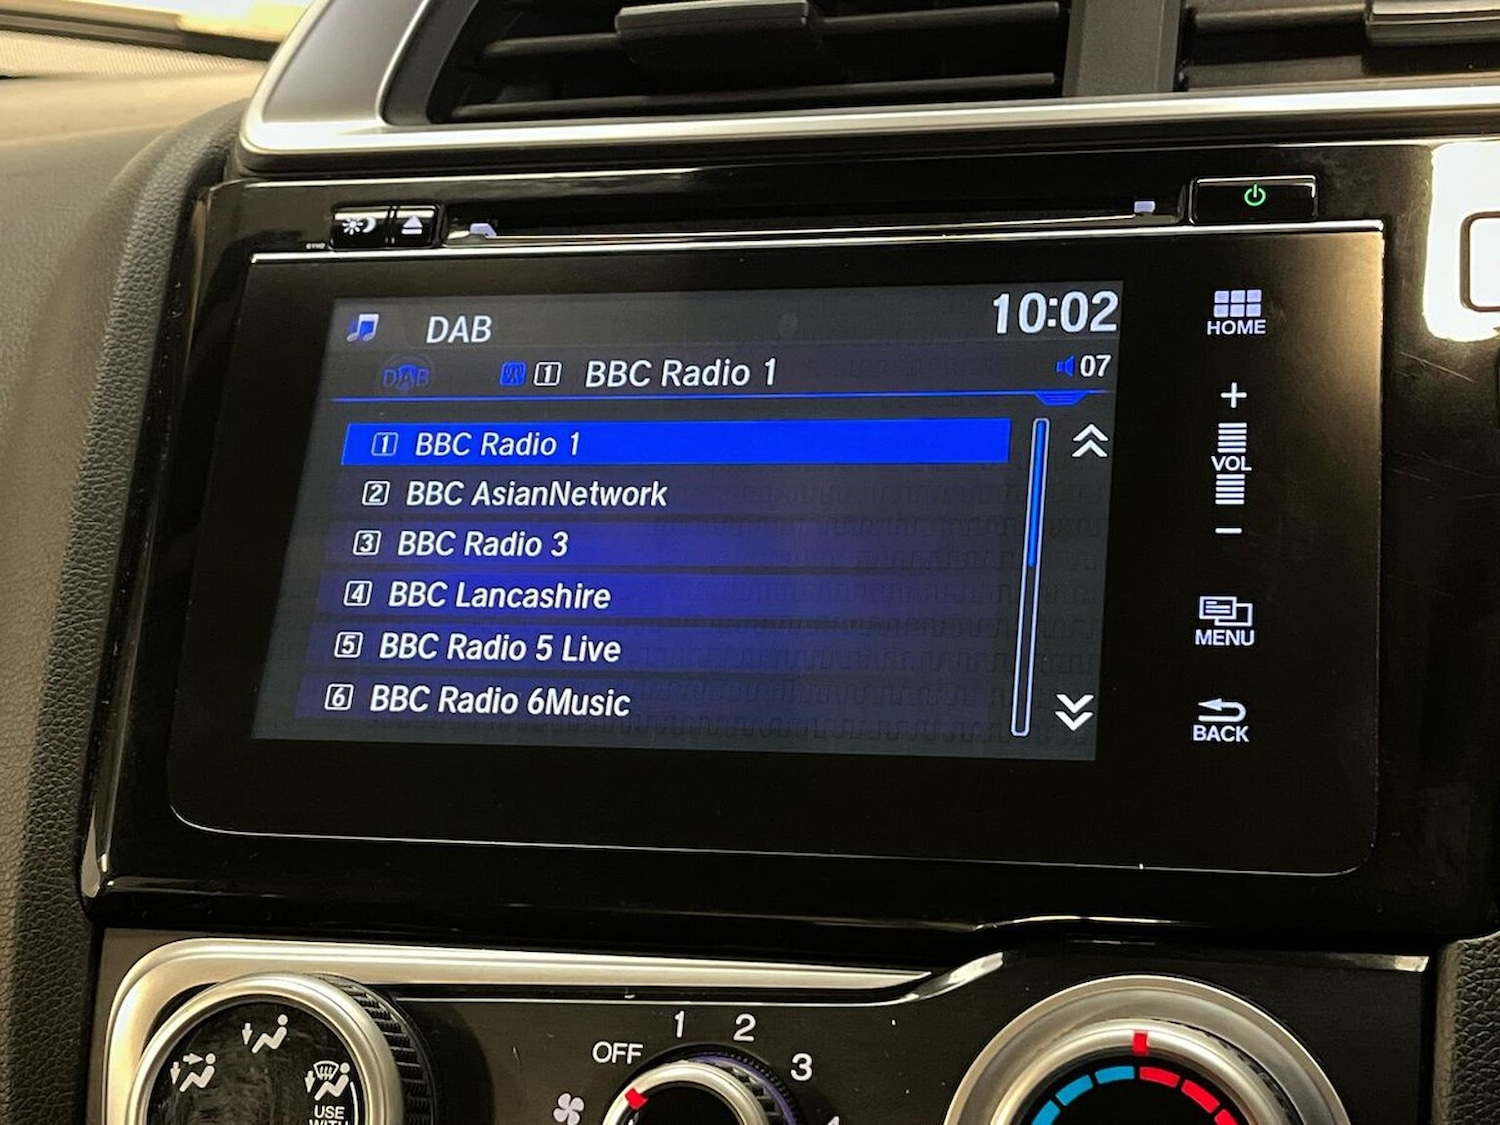 DAB
10:02
DAB
1 BBC Radio 1
07
1 BBC Radio 1
2 BBC AsianNetwork
3 BBC Radio 3
4 BBC Lancashire
5 BBC Radio 5 Live
6 BBC Radio 6Music
HOME
+
VOL
−
MENU
BACK
OFF
1
2
3
4
USE
WITH